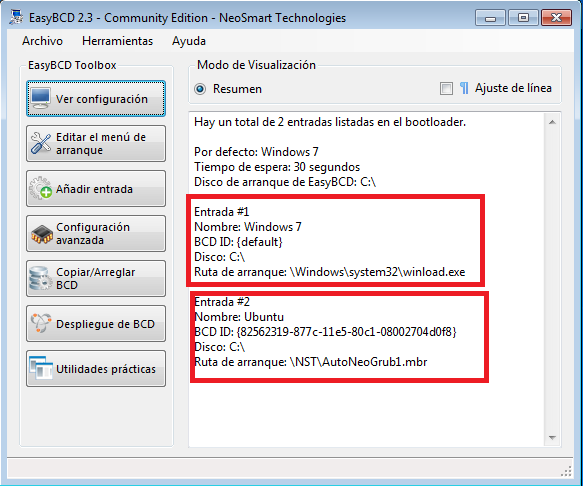 EasyBCD 2.3 - Community Edition - NeoSmart Technologies
Archivo Herramientas Ayuda
EasyBCD Toolbox
Ver configuración
Editar el menú de
arranque
Añadir entrada
Configuración
avanzada
Copiar/Arreglar
BCD
Despliegue de BCD
Utilidades prácticas
Modo de Visualización
Resumen
¶ Ajuste de línea
Hay un total de 2 entradas listadas en el bootloader.
Por defecto: Windows 7
Tiempo de espera: 30 segundos
Disco de arranque de EasyBCD: C:\
Entrada #1
Nombre: Windows 7
BCD ID: {default}
Disco: C:\
Ruta de arranque: \Windows\system32\winload.exe
Entrada #2
Nombre: Ubuntu
BCD ID: {82562319-877c-11e5-80c1-08002704d0f8}
Disco: C:\
Ruta de arranque: \NST\AutoNeoGrub1.mbr